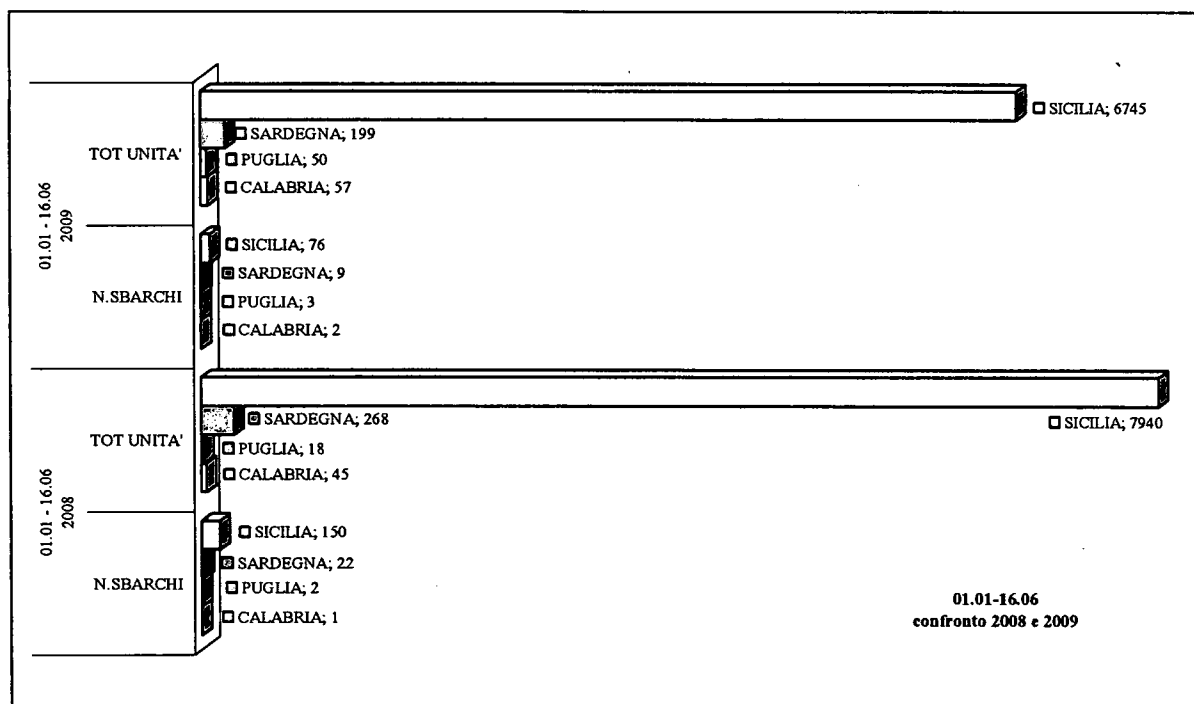 01.01 - 16.06
2009
TOT UNITA'
SICILIA; 6745
SARDEGNA; 199
PUGLIA; 50
CALABRIA; 57
N.SBARCHI
SICILIA; 76
SARDEGNA; 9
PUGLIA; 3
CALABRIA; 2
01.01 - 16.06
2008
TOT UNITA'
SICILIA; 7940
SARDEGNA; 268
PUGLIA; 18
CALABRIA; 45
N.SBARCHI
SICILIA; 150
SARDEGNA; 22
PUGLIA; 2
CALABRIA; 1
01.01-16.06
confronto 2008 e 2009